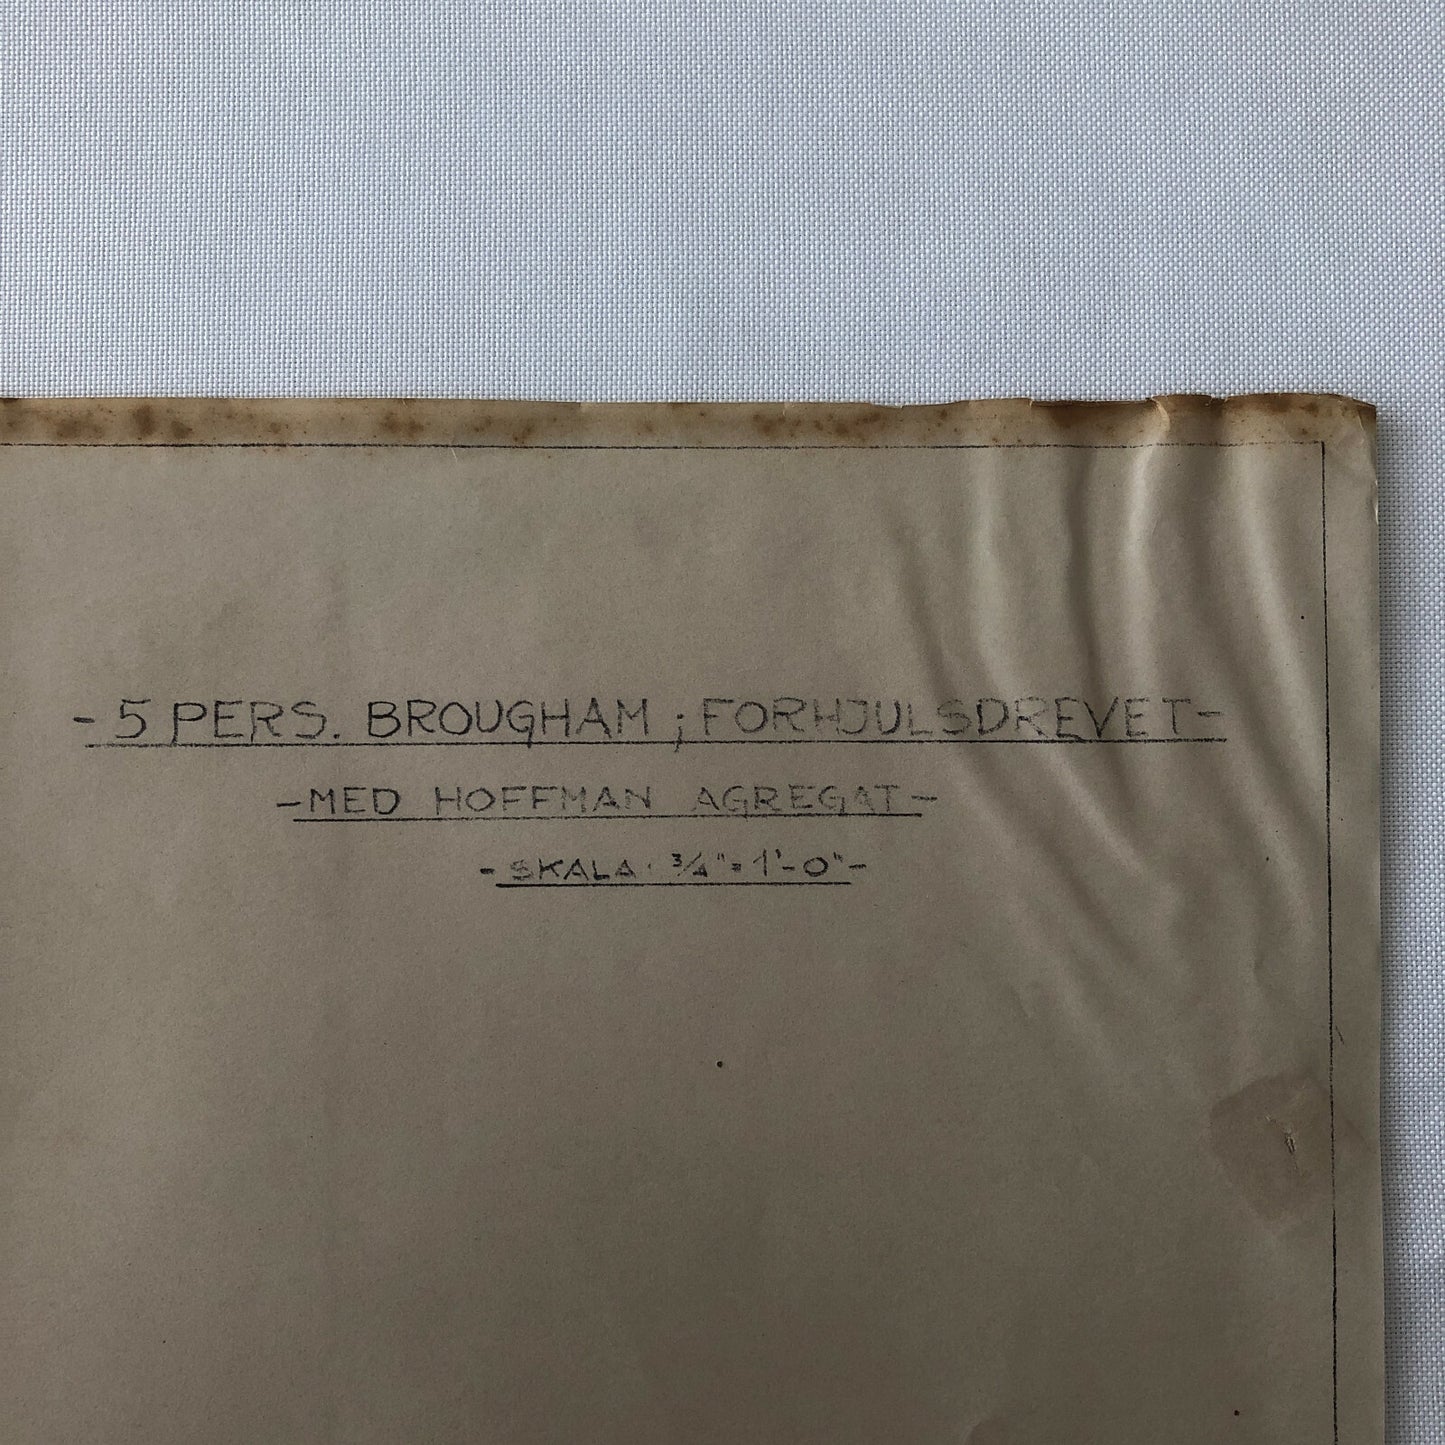 - 5 PERS. BROUGHAM ; FORHJULSDREVET -
- MED HOFFMAN AGREGAT -
- SKALA · 3/4" = 1'-0" -